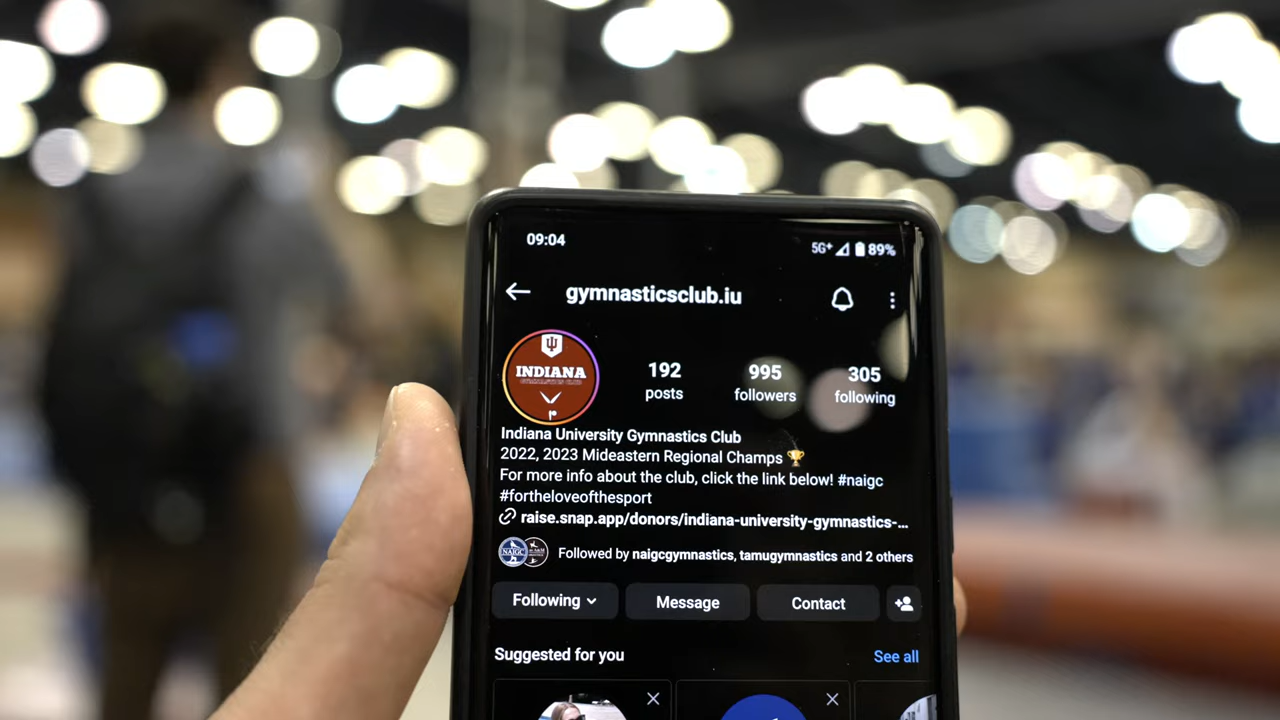 09:04
5G+ 89%
gymnasticsclub.iu
INDIANA
192 995 305
posts followers following
Indiana University Gymnastics Club
2022, 2023 Mideastern Regional Champs 🏆
For more info about the club, click the link below! #naigc
#fortheloveofthesport
raise.snap.app/donors/indiana-university-gymnastics-...
NAIGC
Followed by naigcgymnastics, tamugymnastics and 2 others
Following Message Contact
Suggested for you See all